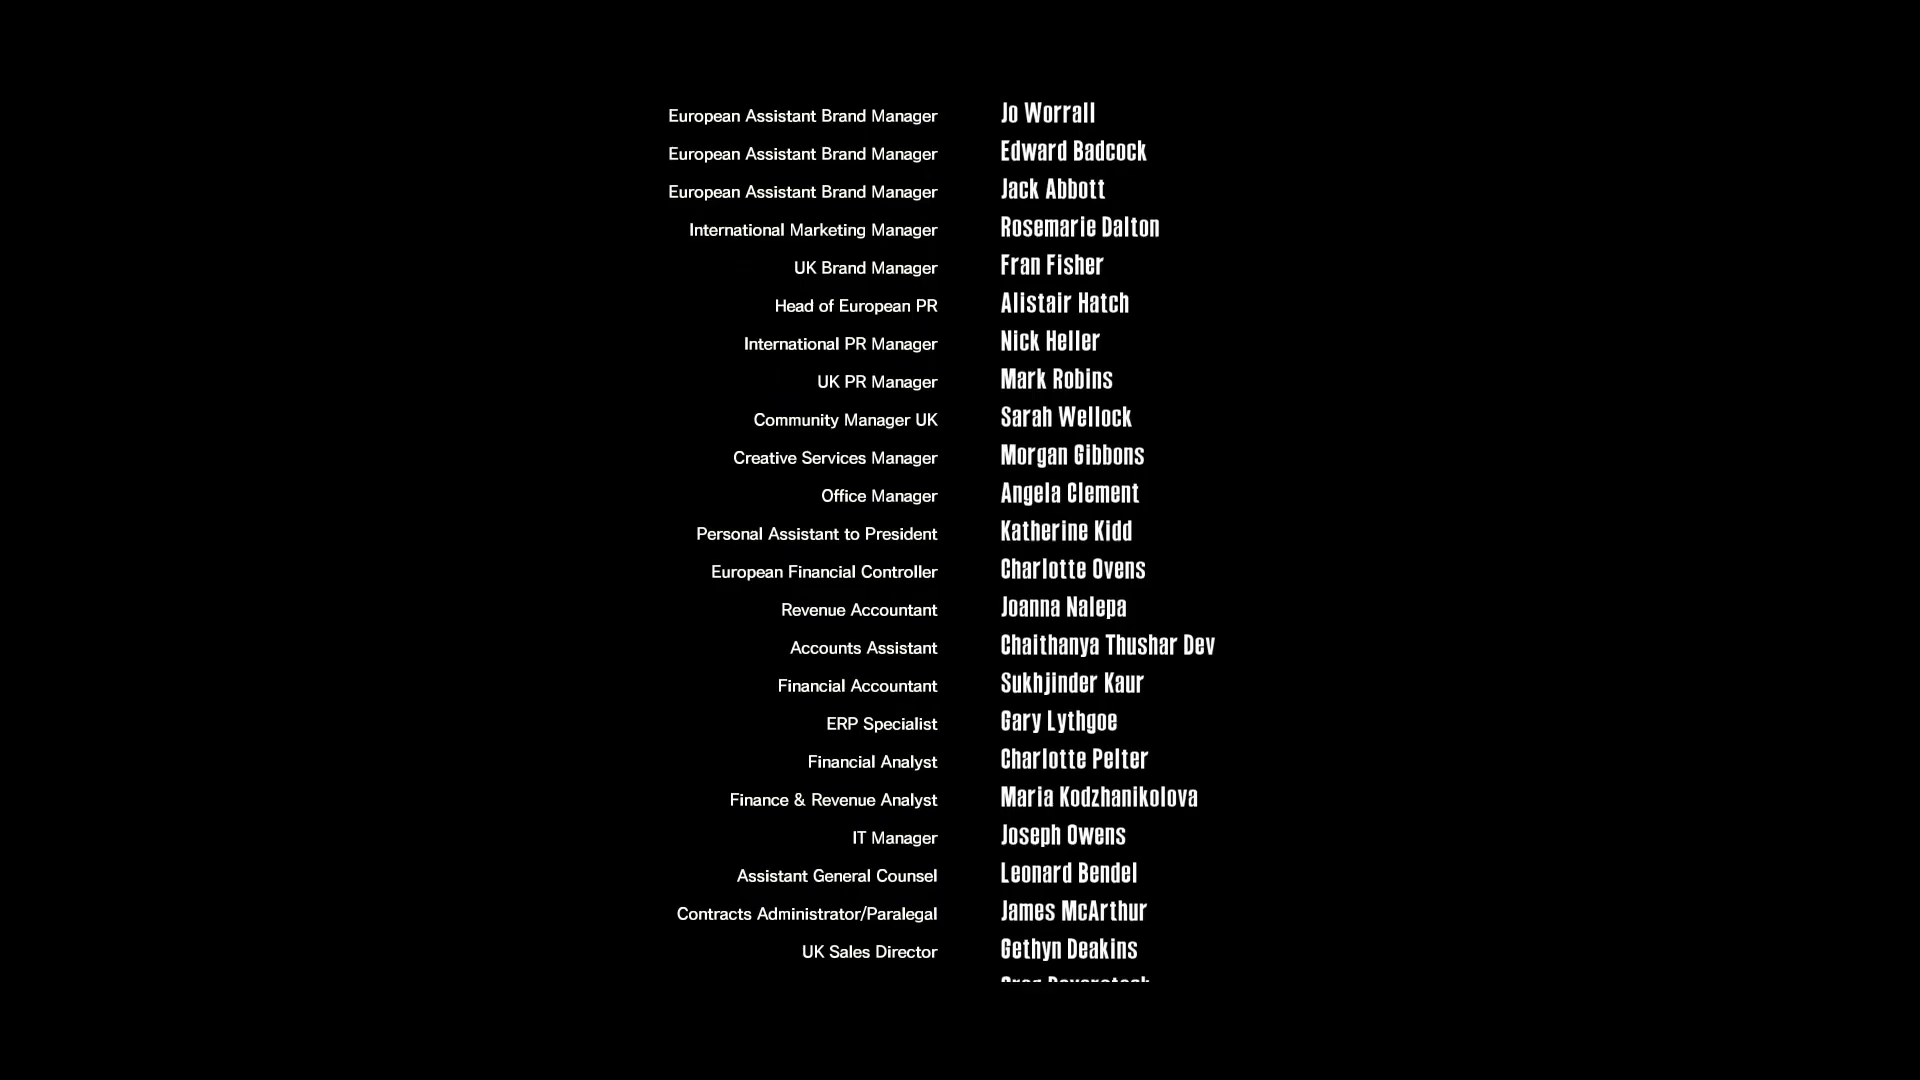 European Assistant Brand Manager Jo Worrall
European Assistant Brand Manager Edward Badcock
European Assistant Brand Manager Jack Abbott
International Marketing Manager Rosemarie Dalton
UK Brand Manager Fran Fisher
Head of European PR Alistair Hatch
International PR Manager Nick Heller
UK PR Manager Mark Robins
Community Manager UK Sarah Wellock
Creative Services Manager Morgan Gibbons
Office Manager Angela Clement
Personal Assistant to President Katherine Kidd
European Financial Controller Charlotte Ovens
Revenue Accountant Joanna Nalepa
Accounts Assistant Chaithanya Thushar Dev
Financial Accountant Sukhjinder Kaur
ERP Specialist Gary Lythgoe
Financial Analyst Charlotte Pelter
Finance & Revenue Analyst Maria Kodzhanikolova
IT Manager Joseph Owens
Assistant General Counsel Leonard Bendel
Contracts Administrator/Paralegal James McArthur
UK Sales Director Gethyn Deakins